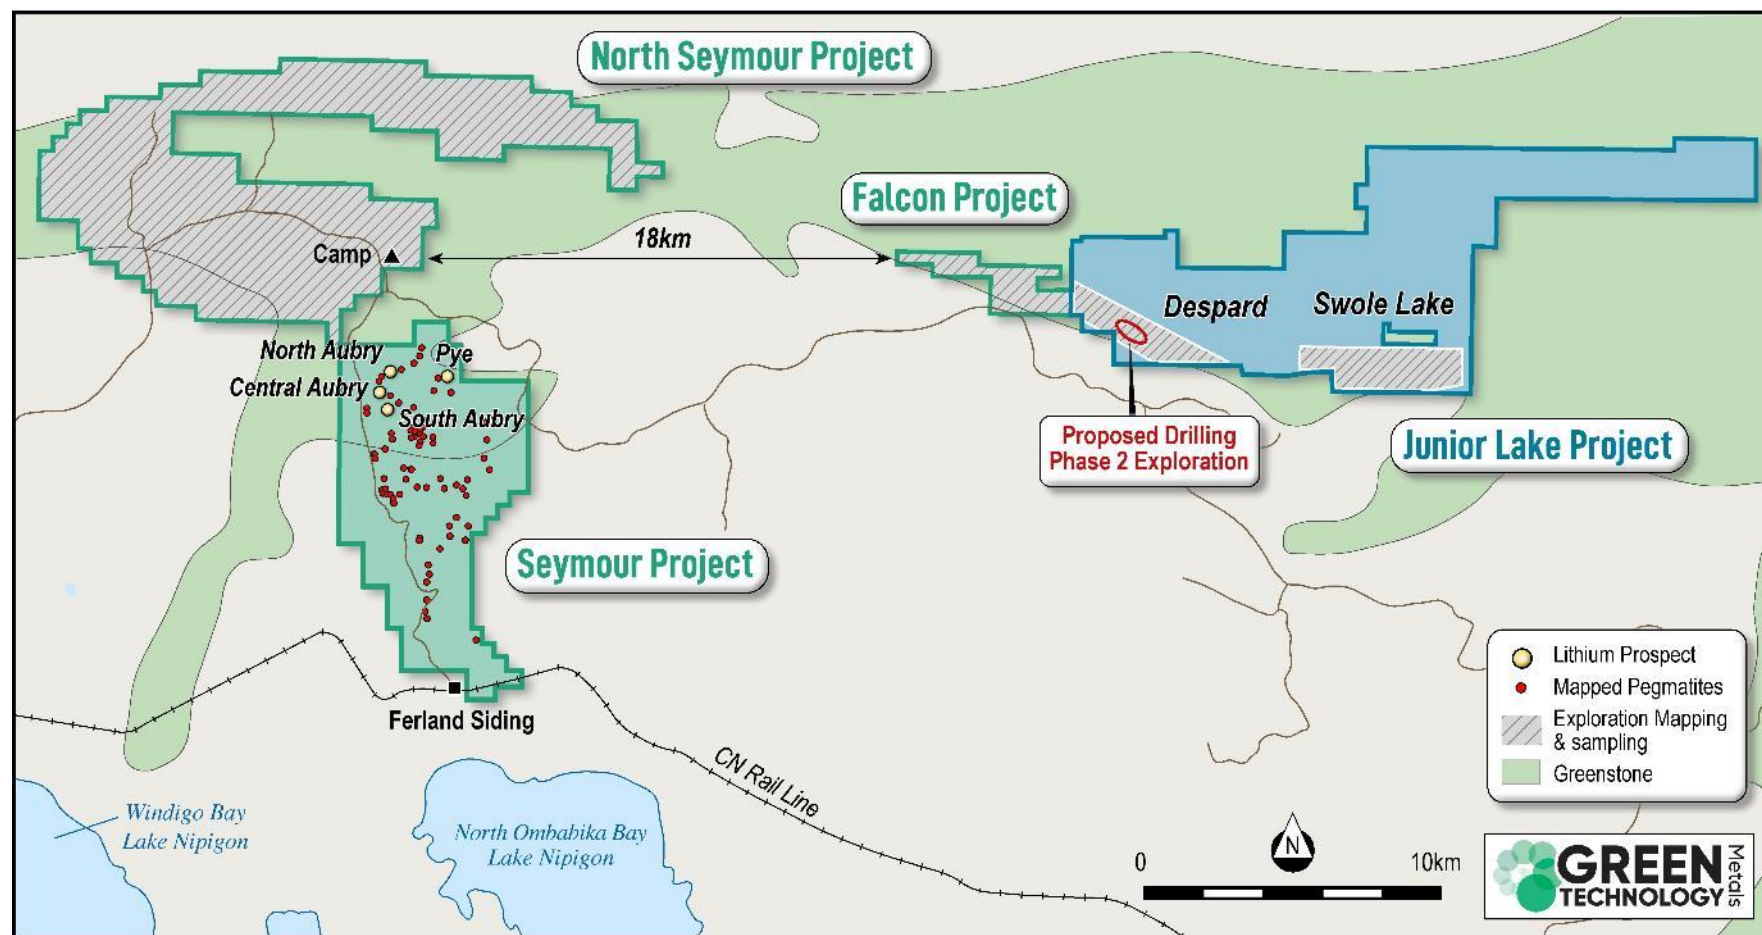 North Seymour Project
Falcon Project
18km
Camp
Despard
Swole Lake
North Aubry
Pye
Central Aubry
South Aubry
Proposed Drilling
Phase 2 Exploration
Junior Lake Project
Seymour Project
Ferland Siding
CN Rail Line
Windigo Bay
Lake Nipigon
North Ombabika Bay
Lake Nipigon
Lithium Prospect
Mapped Pegmatites
Exploration Mapping
& sampling
Greenstone
N
0
10km
GREEN
TECHNOLOGY
Metals